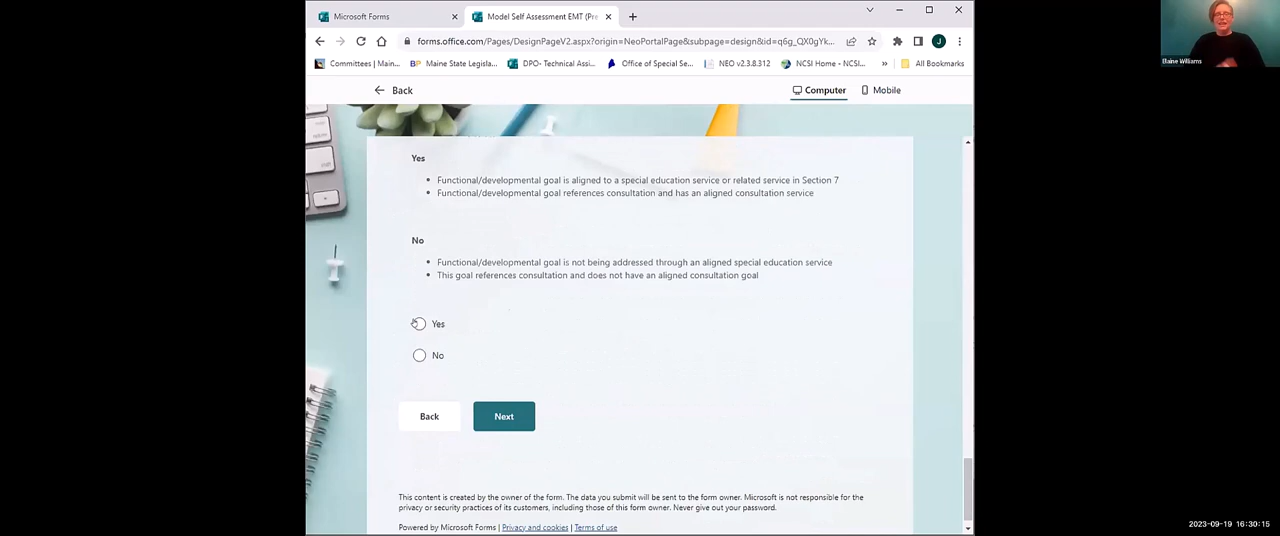 Microsoft Forms
Model Self Assessment EMT (Pre
forms.office.com/Pages/DesignPageV2.aspx?origin=NeoPortalPage&subpage=design&id=q6g_QX0gYk...
Committees | Main...
Maine State Legisla...
DPO- Technical Assi...
Office of Special Se...
NEO v2.3.8.312
NCSI Home - NCSI...
»
All Bookmarks
Back
Computer
Mobile
Elaine Williams
Yes
• Functional/developmental goal is aligned to a special education service or related service in Section 7
• Functional/developmental goal references consultation and has an aligned consultation service
No
• Functional/developmental goal is not being addressed through an aligned special education service
• This goal references consultation and does not have an aligned consultation goal
Yes
No
Back
Next
This content is created by the owner of the form. The data you submit will be sent to the form owner. Microsoft is not responsible for the
privacy or security practices of its customers, including those of this form owner. Never give out your password.
Powered by Microsoft Forms | Privacy and cookies | Terms of use
2023-09-19 16:30:15